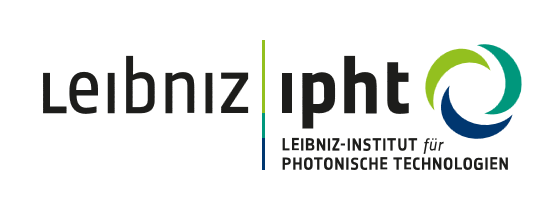 Leibniz ipht
LEIBNIZ-INSTITUT für
PHOTONISCHE TECHNOLOGIEN